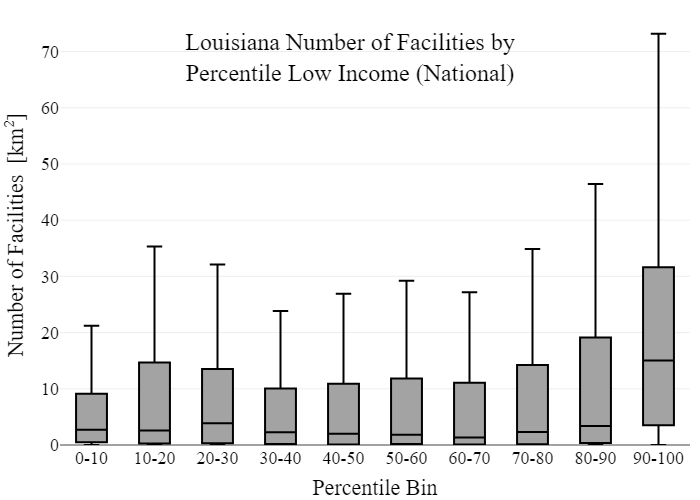 Louisiana Number of Facilities by
Percentile Low Income (National)
Number of Facilities [km²]
70
60
50
40
30
20
10
0
0-10 10-20 20-30 30-40 40-50 50-60 60-70 70-80 80-90 90-100
Percentile Bin